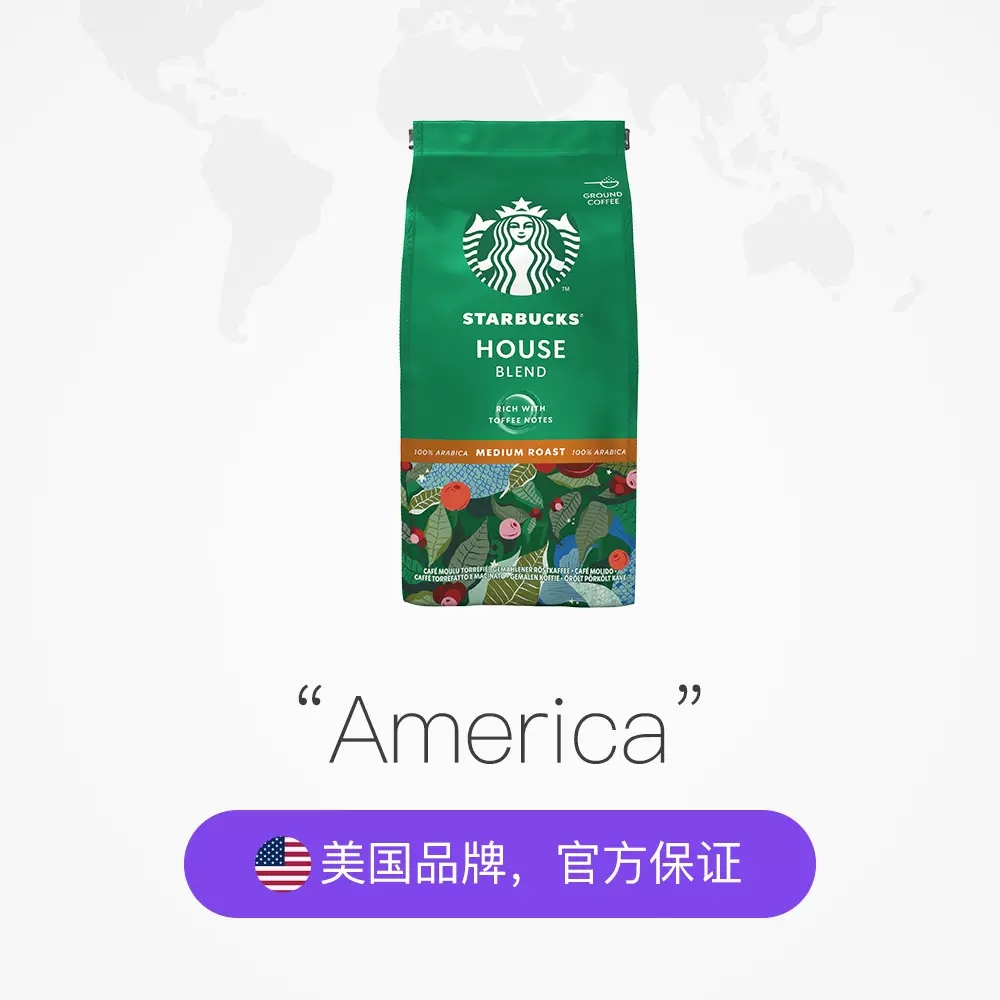 GROUND
COFFEE
TM
STARBUCKS®
HOUSE
BLEND
RICH WITH
TOFFEE NOTES
100% ARABICA MEDIUM ROAST 100% ARABICA
CAFÉ MOULU TORRÉFIÉ • GEMAHLENER RÖSTKAFFEE • CAFÉ MOLIDO •
CAFFÈ TORREFATTO E MACINATO • GEMALEN KOFFIE • ŐRÖLT PÖRKÖLT KÁVÉ
“America”
美国品牌，官方保证